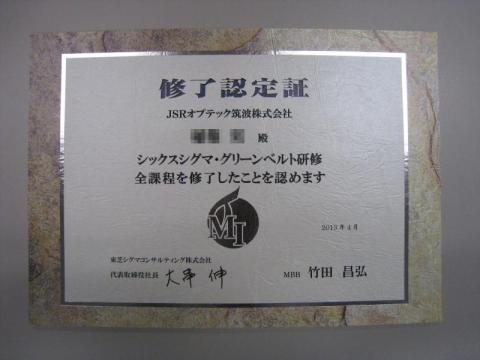 修了認定証
JSRオプテック筑波株式会社
殿
シックスシグマ・グリーンベルト研修
全課程を修了したことを認めます
MI
2013年4月
東芝シグマコンサルティング株式会社
代表取締役社長
MBB 竹田 昌弘